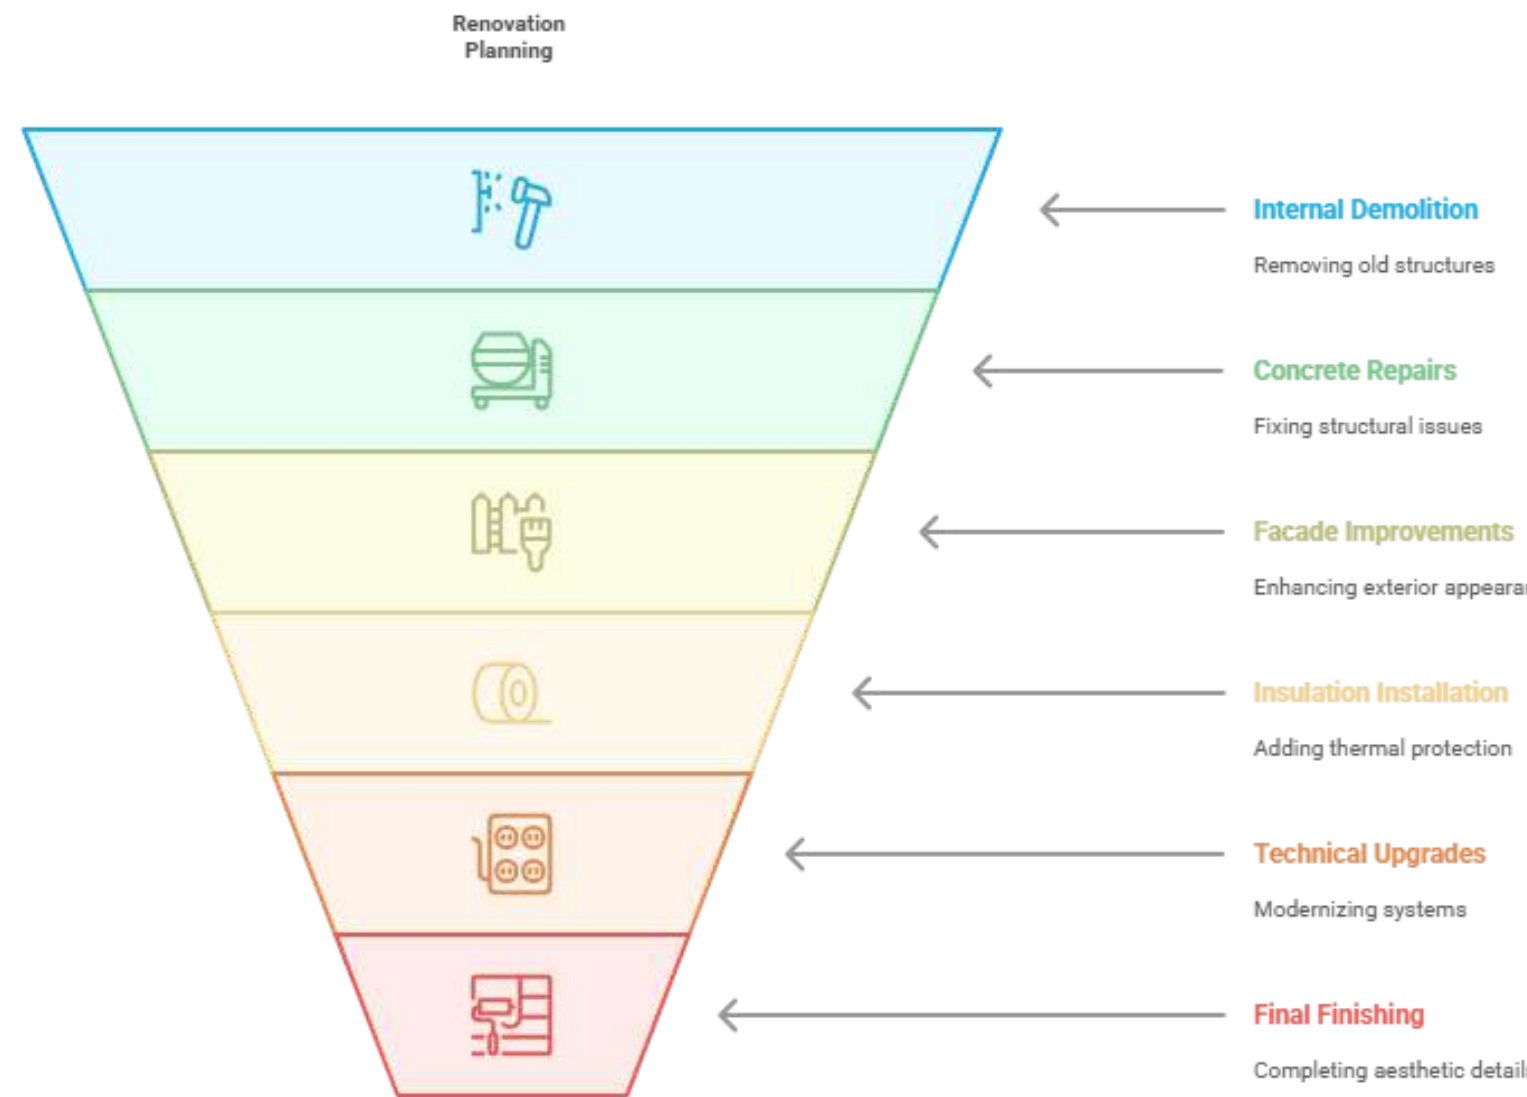 Renovation
Planning
Internal Demolition
Removing old structures
Concrete Repairs
Fixing structural issues
Facade Improvements
Enhancing exterior
Insulation Installation
Adding thermal protection
Technical Upgrades
Modernizing systems
Final Finishing
Completing aesthetic details